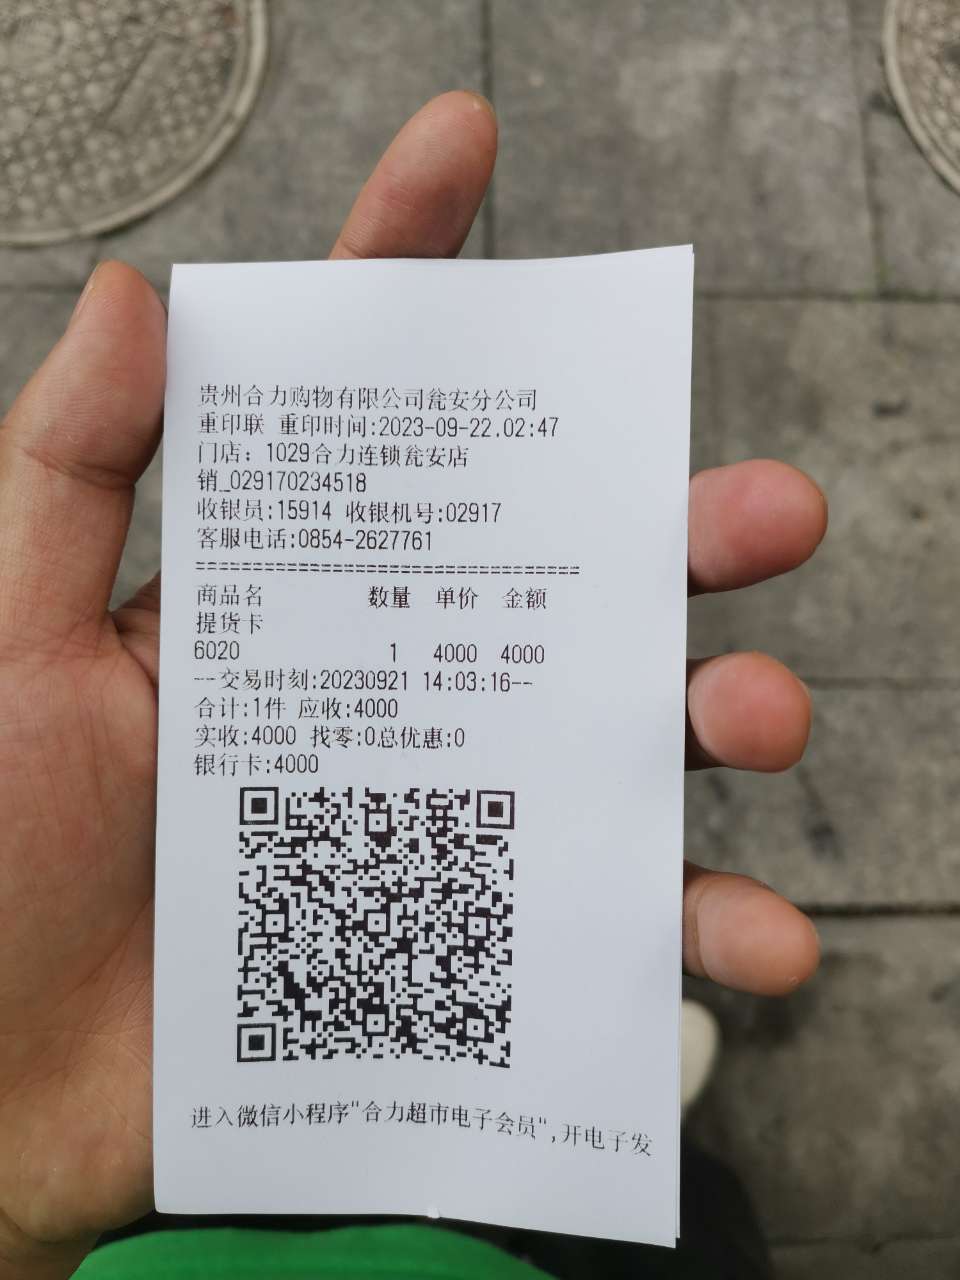 贵州合力购物有限公司瓮安分公司
重印联 重印时间:2023-09-22.02:47
门店: 1029合力连锁瓮安店
销_029170234518
收银员:15914 收银机号:02917
客服电话:0854-2627761
==================================
商品名 数量 单价 金额
提货卡
6020 1 4000 4000
--交易时刻:20230921 14:03:16--
合计:1件 应收:4000
实收:4000 找零:0总优惠:0
银行卡:4000
进入微信小程序"合力超市电子会员",开电子发